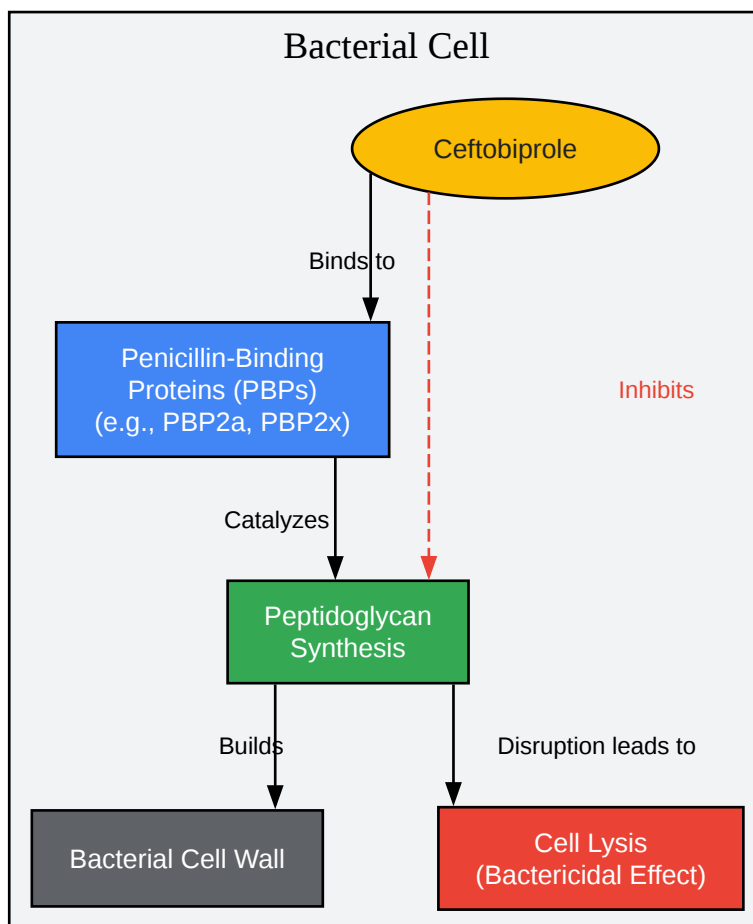 Bacterial Cell
Ceftobiprole
Binds to
Penicillin-Binding
Proteins (PBPs)
(e.g., PBP2a, PBP2x)
Inhibits
Catalyzes
Peptidoglycan
Synthesis
Builds
Disruption leads to
Bacterial Cell Wall
Cell Lysis
(Bactericidal Effect)